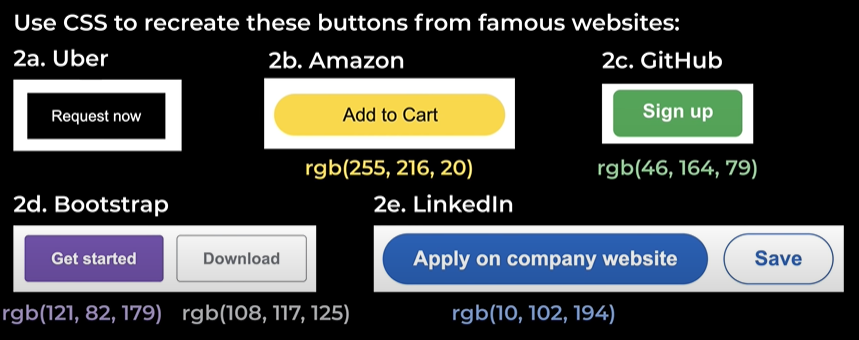 Use CSS to recreate these buttons from famous websites:
2a. Uber
2b. Amazon
2c. GitHub
Request now
Add to Cart
Sign up
rgb(255, 216, 20)
rgb(46, 164, 79)
2d. Bootstrap
2e. LinkedIn
Get started
Download
Apply on company website
Save
rgb(121, 82, 179)
rgb(108, 117, 125)
rgb(10, 102, 194)